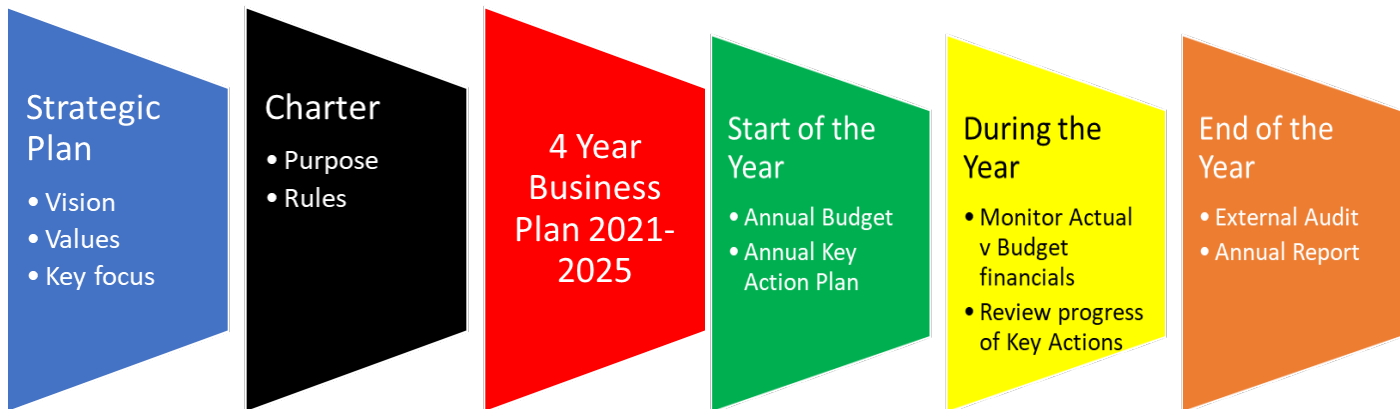 Strategic
Plan
• Vision
• Values
• Key focus
Charter
• Purpose
• Rules
4 Year
Business
Plan 2021-
2025
Start of the
Year
• Annual Budget
• Annual Key
Action Plan
During the
Year
• Monitor Actual
v Budget
financials
• Review progress
of Key Actions
End of the
Year
• External Audit
• Annual Report